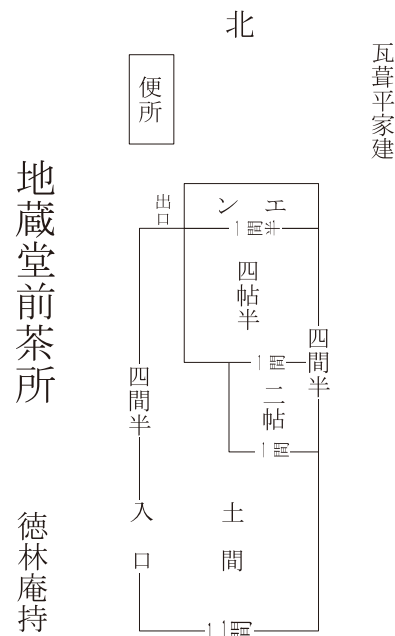 瓦葺平家建
北
便所
出口
エン
一間半
四帖半
四間半
一間
二帖
一間
四間半
土間
入口
二間
地蔵堂前茶所
徳林庵持